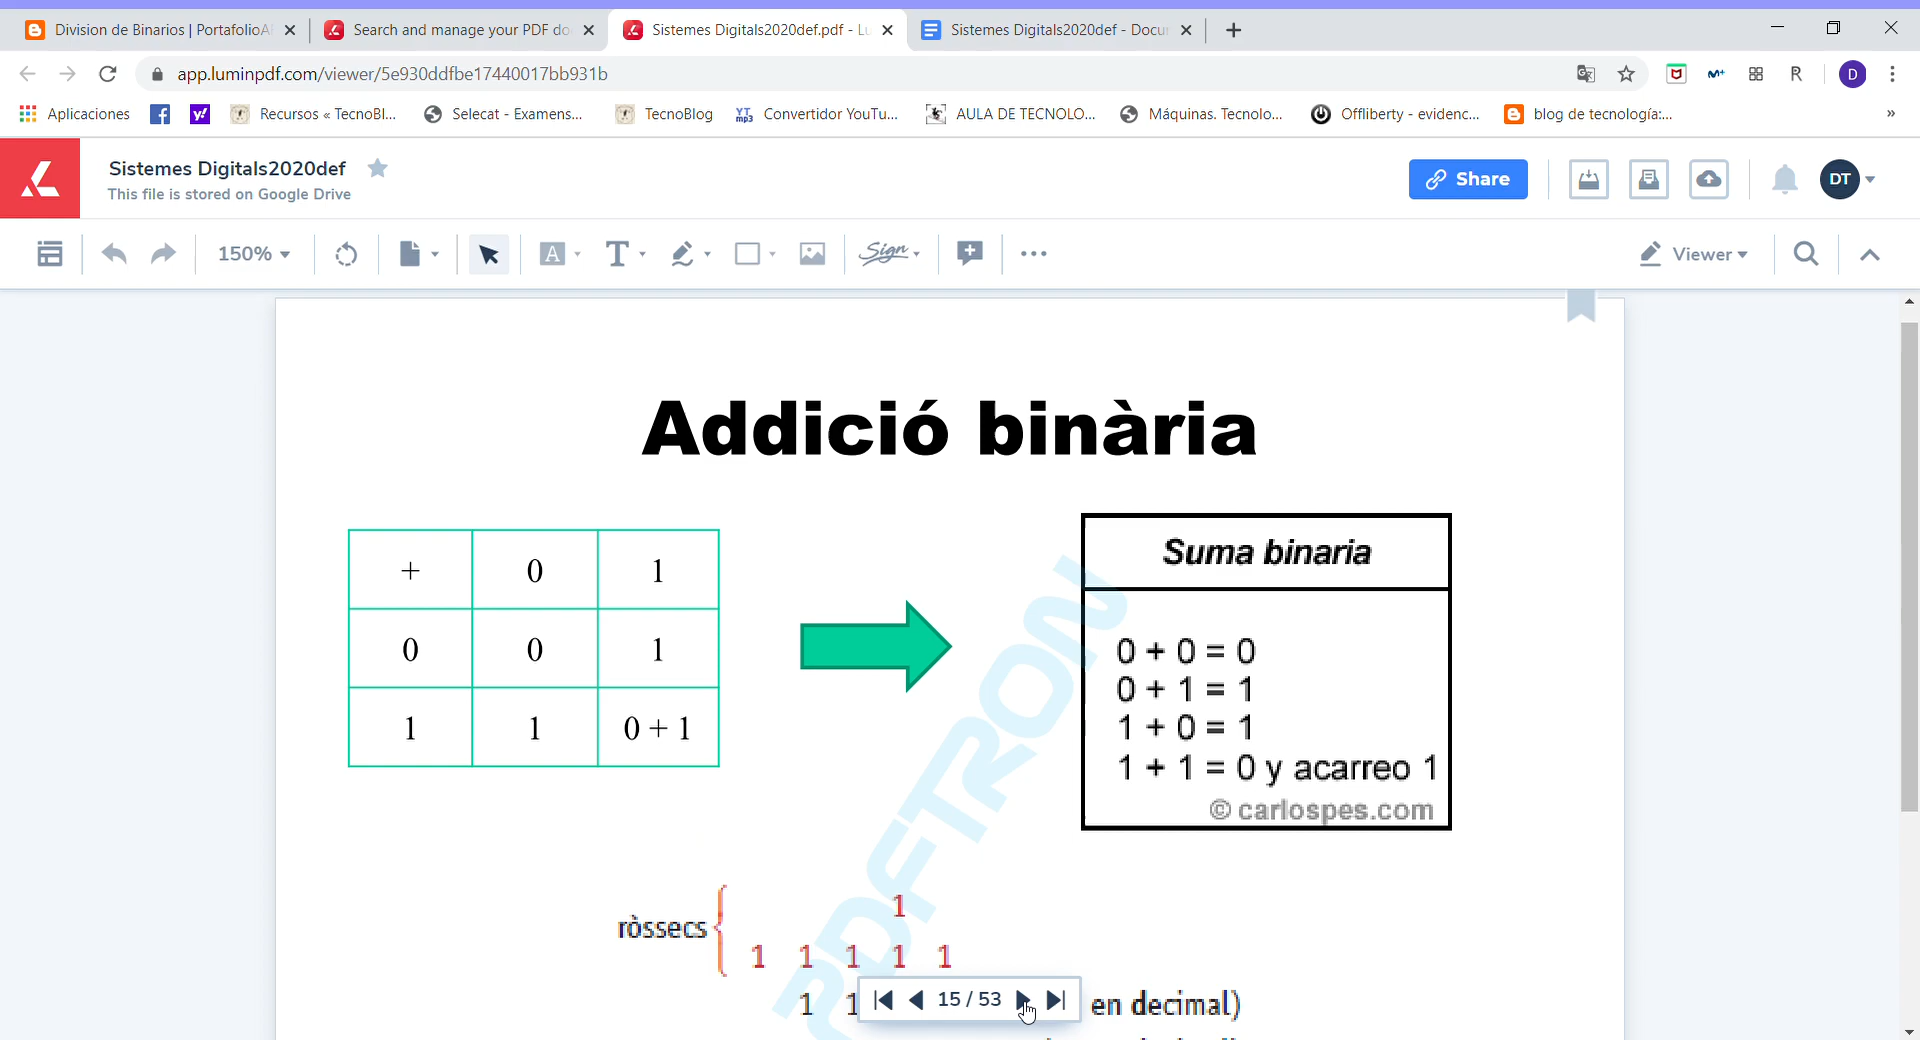 Division de Binarios | PortafolioA
Search and manage your PDF do
Sistemes Digitals2020def.pdf - Lu
Sistemes Digitals2020def - Docu
app.luminpdf.com/viewer/5e930ddfbe17440017bb931b
D
Aplicaciones
Recursos « TecnoBl...
Selecat - Examens...
TecnoBlog
YT mp3
Convertidor YouTu...
AULA DE TECNOLO...
Máquinas. Tecnolo...
Offliberty - evidenc...
blog de tecnología:...
»
Sistemes Digitals2020def
This file is stored on Google Drive
Share
DT
150%
A
T
Sign
Viewer
Addició binària
+ 0 1
0 0 1
1 1 0 + 1
Suma binaria
0 + 0 = 0
0 + 1 = 1
1 + 0 = 1
1 + 1 = 0 y acarreo 1
© carlospes.com
PDFTRON
1
ròssecs
1 1 1 1 1
1 1
15 / 53
en decimal)